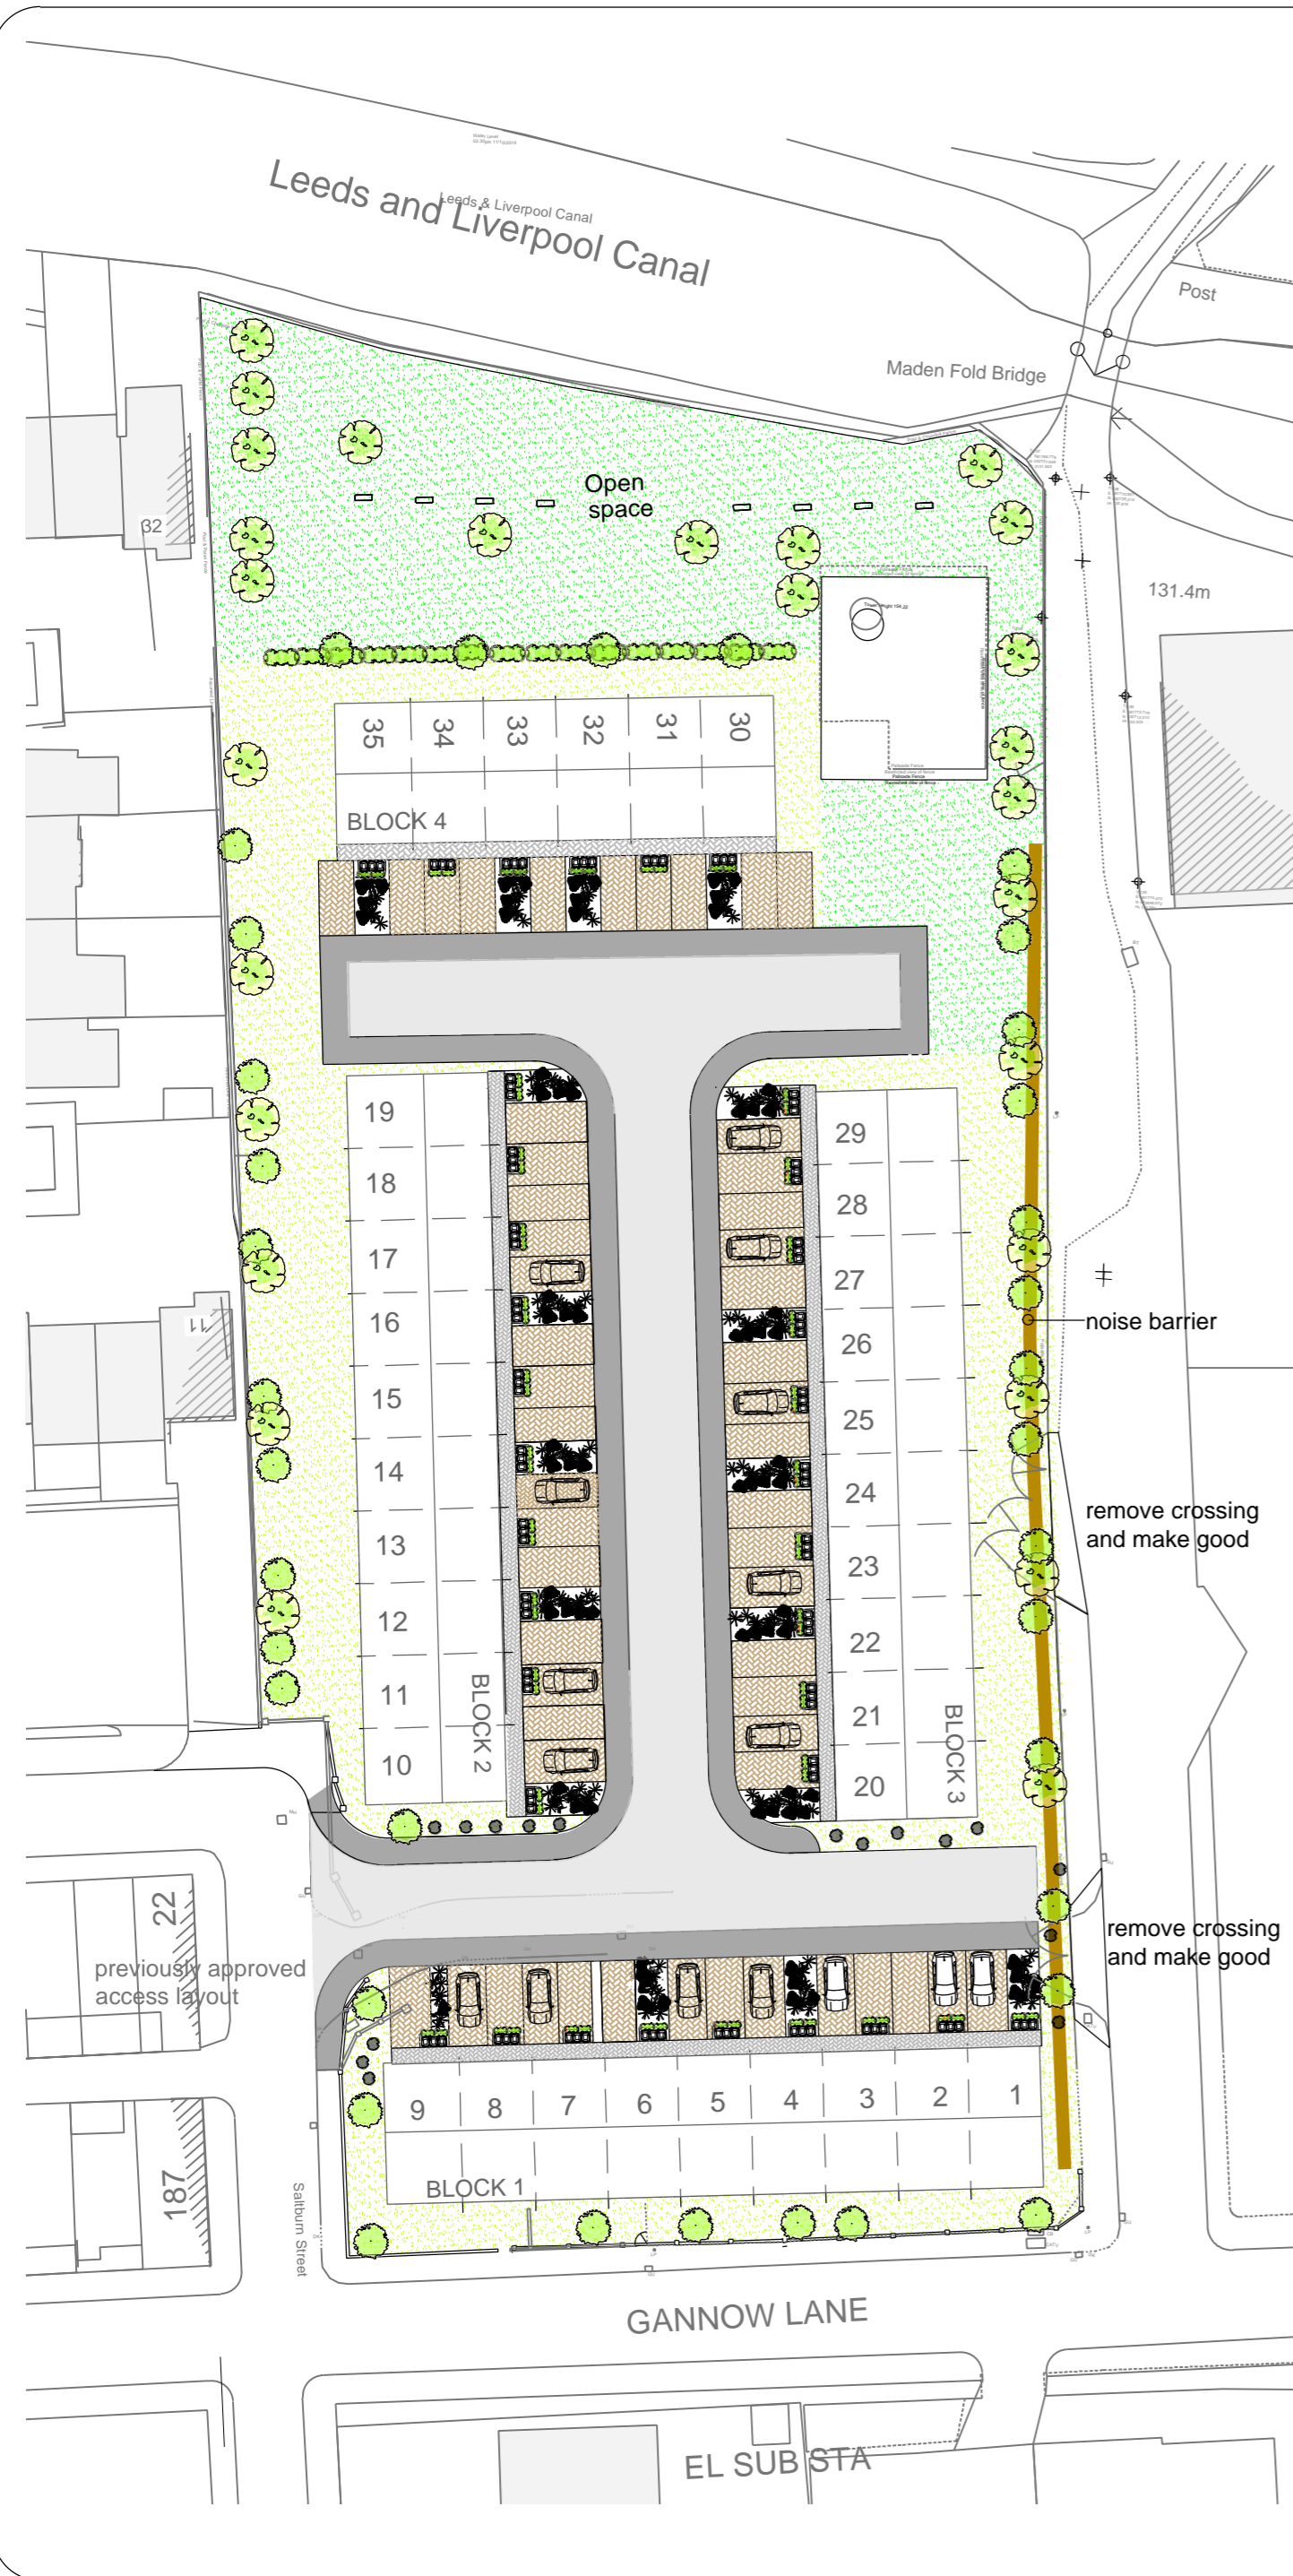 Leeds & Liverpool Canal
Leeds and Liverpool Canal
Post
Maden Fold Bridge
Open
space
32
131.4m
35
34
33
32
31
30
BLOCK 4
19
18
17
16
15
14
13
12
11
10
BLOCK 2
29
28
27
26
25
24
23
22
21
20
BLOCK 3
11
noise barrier
remove crossing
and make good
22
previously approved
access layout
remove crossing
and make good
9
8
7
6
5
4
3
2
1
BLOCK 1
187
Saltburn Street
GANNOW LANE
EL SUB STA